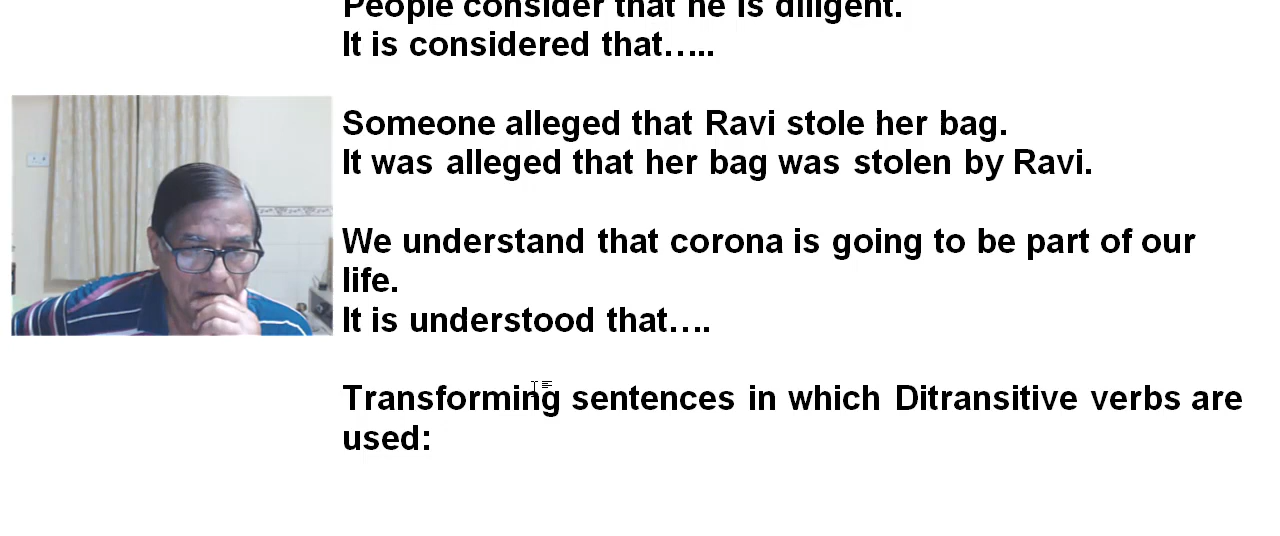 People consider that he is diligent.
It is considered that.....
Someone alleged that Ravi stole her bag.
It was alleged that her bag was stolen by Ravi.
We understand that corona is going to be part of our
life.
It is understood that....
Transforming sentences in which Ditransitive verbs are
used: